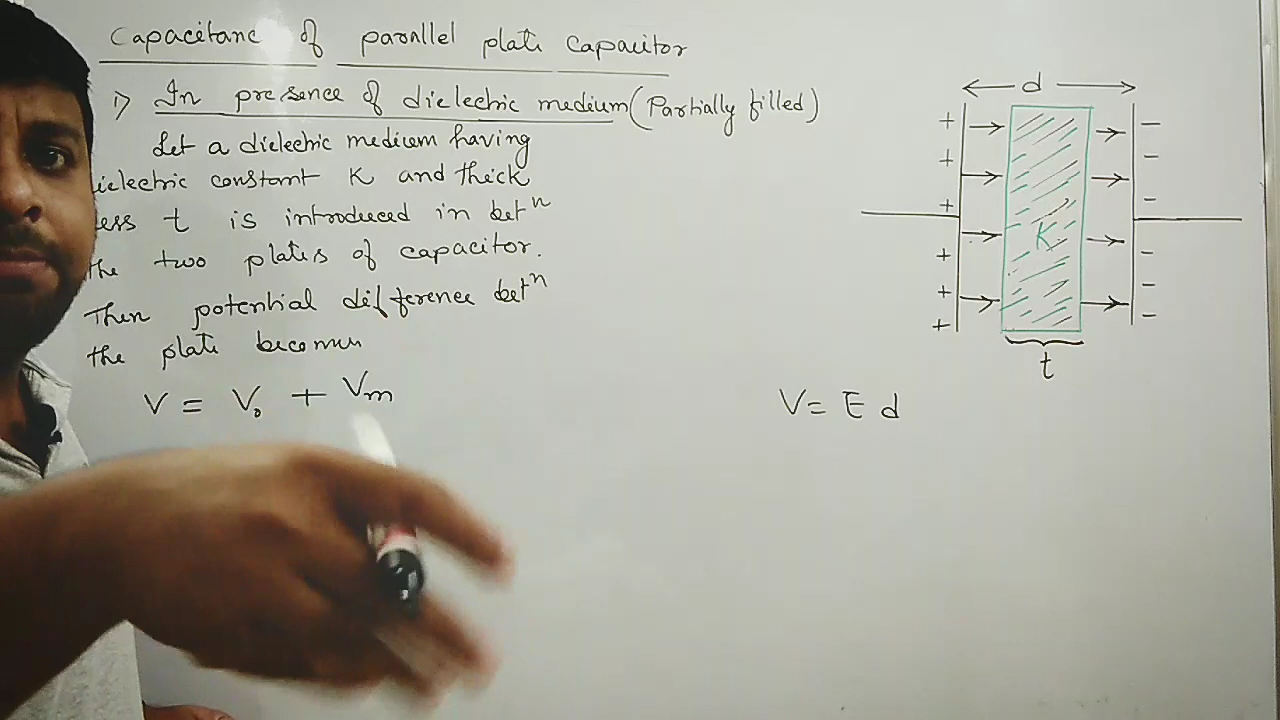 Capacitanc of parallel plate capacitor
1) In presence of dielectric medium (Partially filled)
Let a dielectric medium having
ielectric constant K and thick
ess t is introduced in betⁿ
the two plates of capacitor.
Then potential difference betⁿ
the plate becomes
V = V₀ + Vm
d
+ + + + + +
K
- - - - - -
t
V = E d